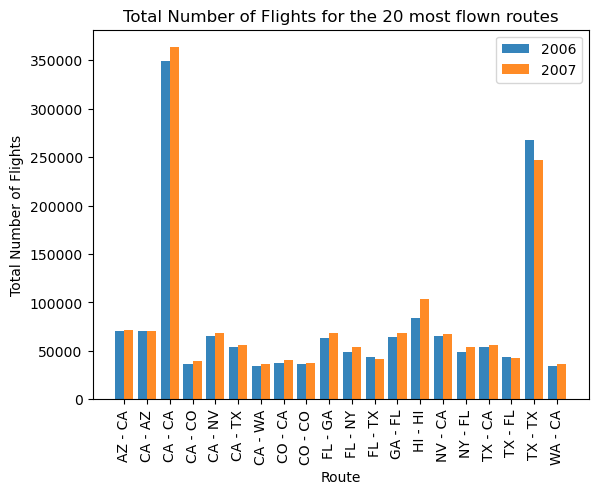 Total Number of Flights for the 20 most flown routes
2006
2007
Total Number of Flights
350000
300000
250000
200000
150000
100000
50000
0
AZ - CA
CA - AZ
CA - CA
CA - CO
CA - NV
CA - TX
CA - WA
CO - CA
CO - CO
FL - GA
FL - NY
FL - TX
GA - FL
HI - HI
NV - CA
NY - FL
TX - CA
TX - FL
TX - TX
WA - CA
Route